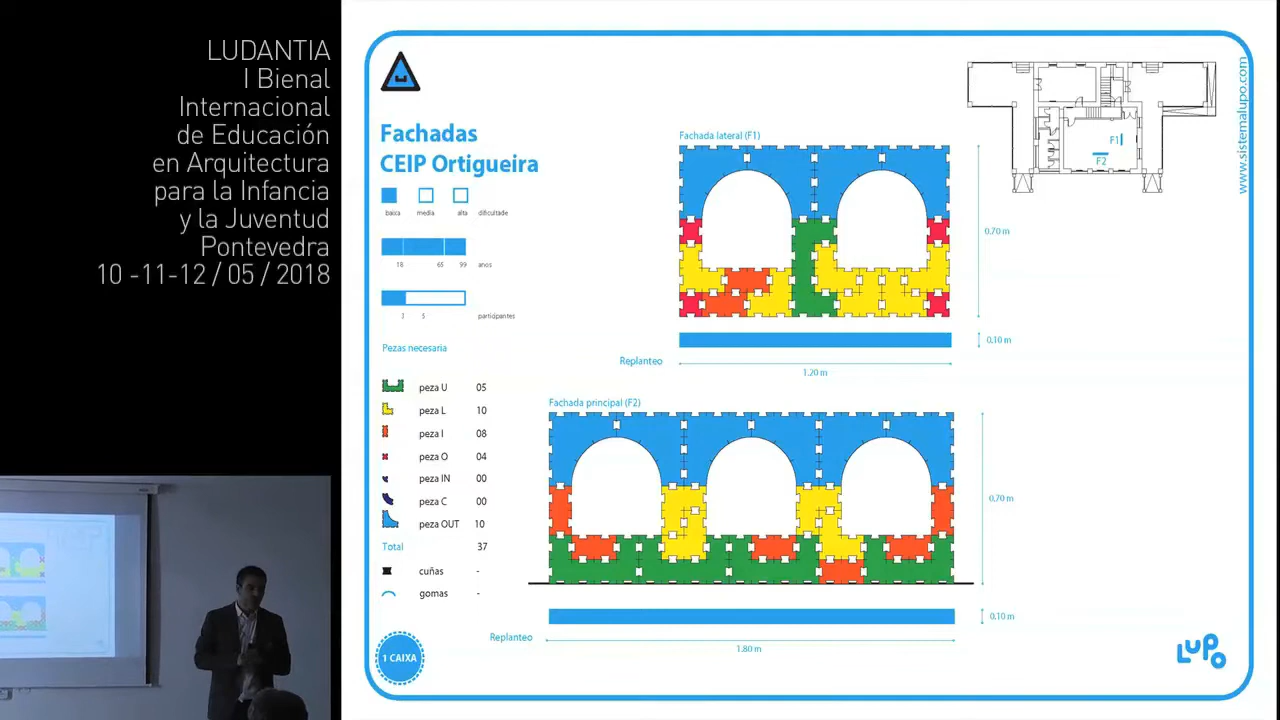 LUDANTIA
I Bienal
Internacional
de Educación
en Arquitectura
para la Infancia
y la Juventud
Pontevedra
10 -11-12 / 05 / 2018
Fachadas
CEIP Ortigueira
baixa media alta dificultade
18 65 99 anos
3 5 participantes
Pezas necesaria
peza U 05
peza L 10
peza I 08
peza O 04
peza IN 00
peza C 00
peza OUT 10
Total 37
cuñas -
gomas -
1 CAIXA
Fachada lateral (F1)
0.70 m
0,10 m
Replanteo
1.20 m
Fachada principal (F2)
0.70 m
0,10 m
Replanteo
1.80 m
F1
F2
www.sistemalupo.com
LUPO